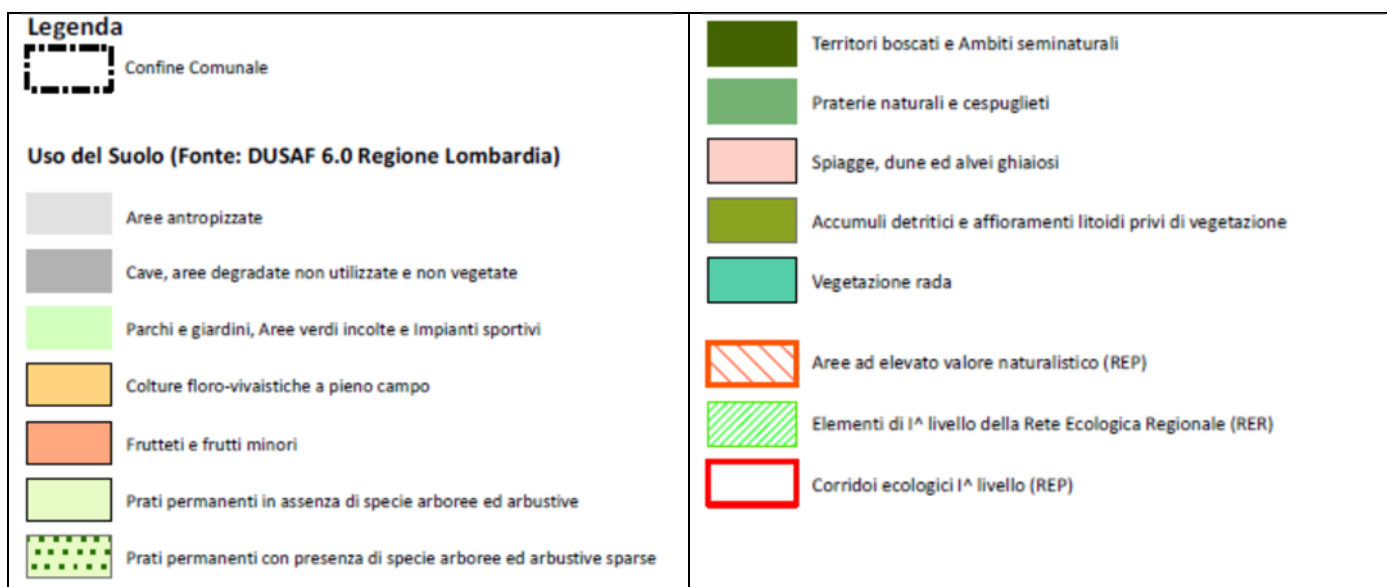 Legenda
Confine Comunale
Uso del Suolo (Fonte: DUSAF 6.0 Regione Lombardia)
Aree antropizzate
Cave, aree degradate non utilizzate e non vegetate
Parchi e giardini, Aree verdi incolte e Impianti sportivi
Colture floro-vivaistiche a pieno campo
Frutteti e frutti minori
Prati permanenti in assenza di specie arboree ed arbustive
Prati permanenti con presenza di specie arboree ed arbustive sparse
Territori boscati e Ambiti seminaturali
Praterie naturali e cespuglieti
Spiagge, dune ed alvei ghiaiosi
Accumuli detritici e affioramenti litoidi privi di vegetazione
Vegetazione rada
Aree ad elevato valore naturalistico (REP)
Elementi di I^ livello della Rete Ecologica Regionale (RER)
Corridoi ecologici I^ livello (REP)